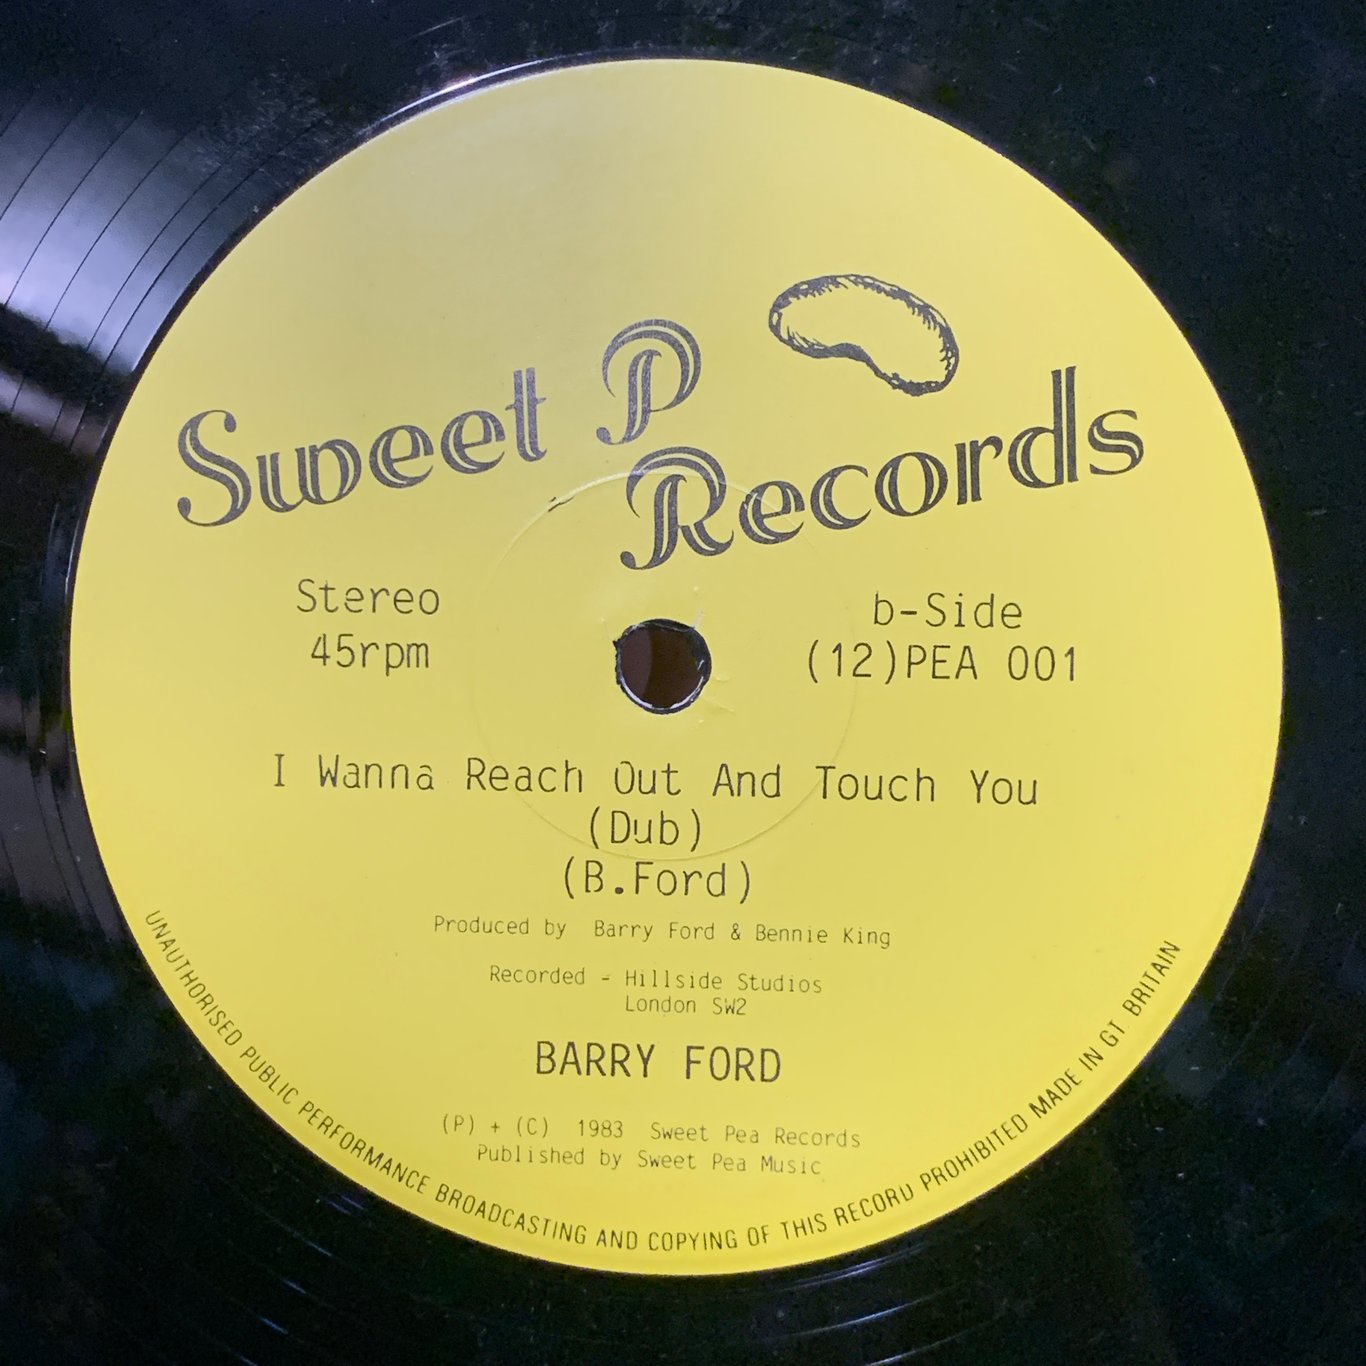 Sweet P
Records
Stereo
45rpm
b-Side
(12)PEA 001
I Wanna Reach Out And Touch You
(Dub)
(B.Ford)
Produced by Barry Ford & Bennie King
Recorded - Hillside Studios
London SW2
BARRY FORD
(P) + (C) 1983 Sweet Pea Records
Published by Sweet Pea Music
UNAUTHORISED PUBLIC PERFORMANCE BROADCASTING AND COPYING OF THIS RECORD PROHIBITED MADE IN GT BRITAIN